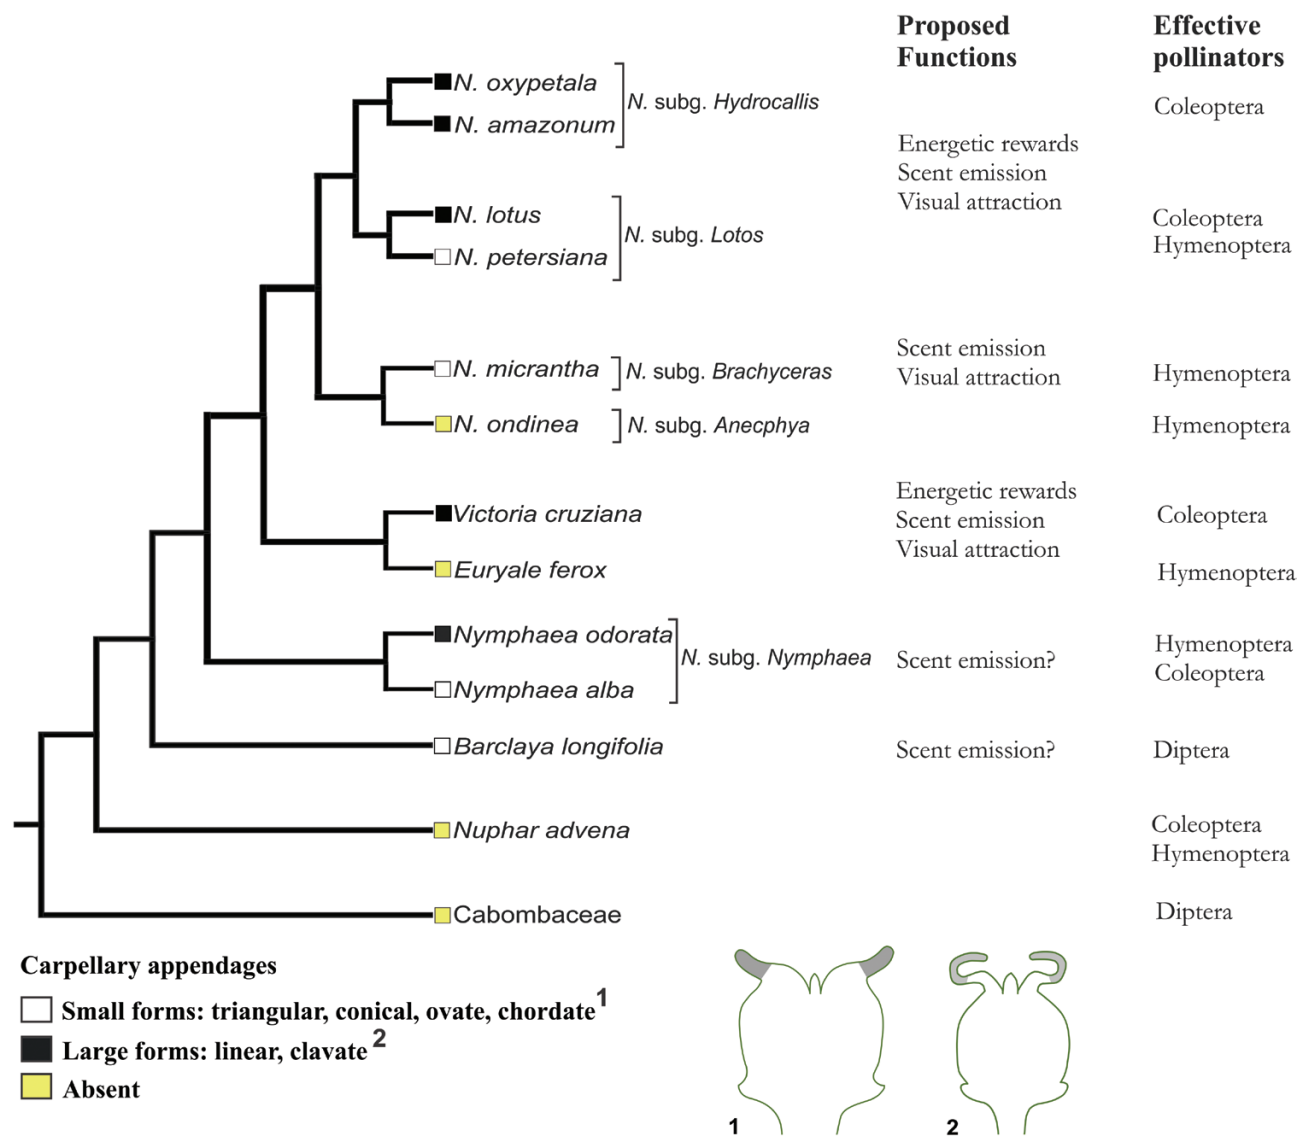 Proposed
Functions
Effective
pollinators
N. oxypetala
N. amazonum
N. subg. Hydrocallis
Coleoptera
Energetic rewards
Scent emission
Visual attraction
N. lotus
N. petersiana
N. subg. Lotos
Coleoptera
Hymenoptera
N. micrantha
N. subg. Brachyceras
Scent emission
Visual attraction
Hymenoptera
N. ondinea
N. subg. Anecphya
Hymenoptera
Victoria cruziana
Energetic rewards
Scent emission
Visual attraction
Coleoptera
Euryale ferox
Hymenoptera
Nymphaea odorata
Nymphaea alba
N. subg. Nymphaea
Scent emission?
Hymenoptera
Coleoptera
Barclaya longifolia
Scent emission?
Diptera
Nuphar advena
Coleoptera
Hymenoptera
Cabombaceae
Diptera
Carpellary appendages
Small forms: triangular, conical, ovate, chordate 1
Large forms: linear, clavate 2
Absent
1
2